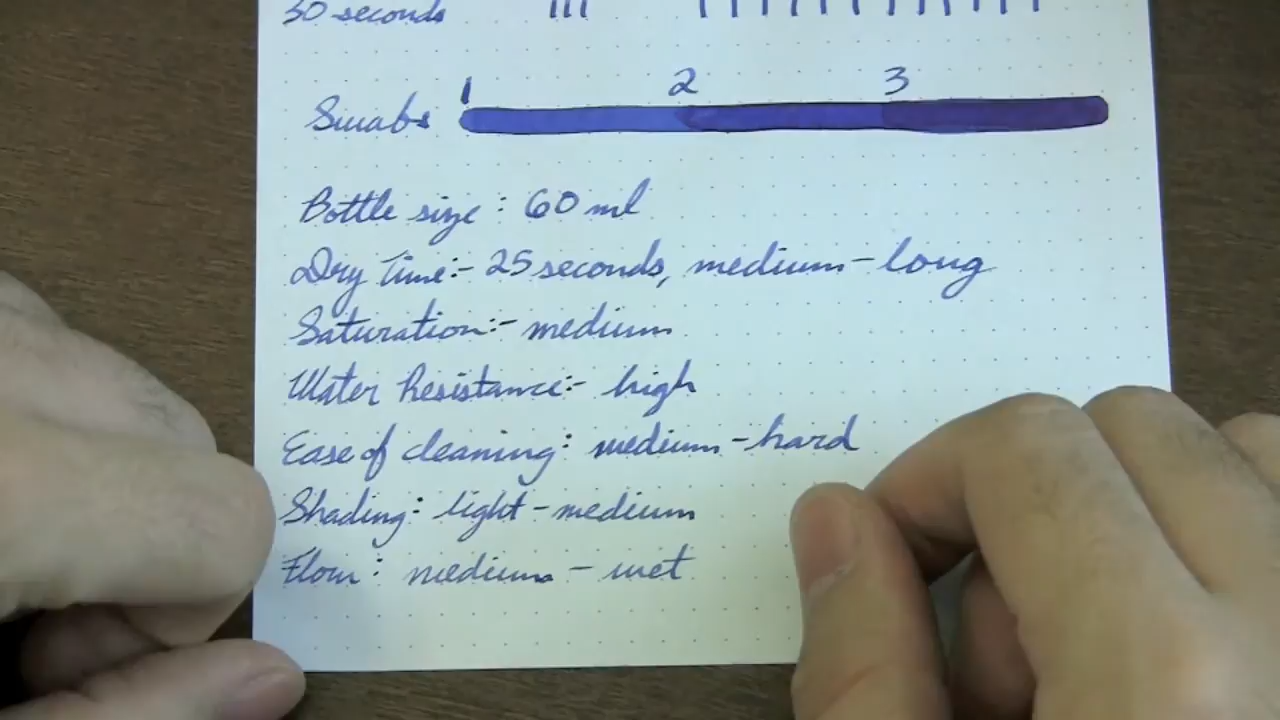 30 seconds
1 2 3
Swabs
Bottle size: 60 ml
Dry Time:- 25 seconds, medium-long
Saturation:- medium
Water Resistance:- high
Ease of cleaning: medium-hard
Shading: light-medium
Flow: medium - wet